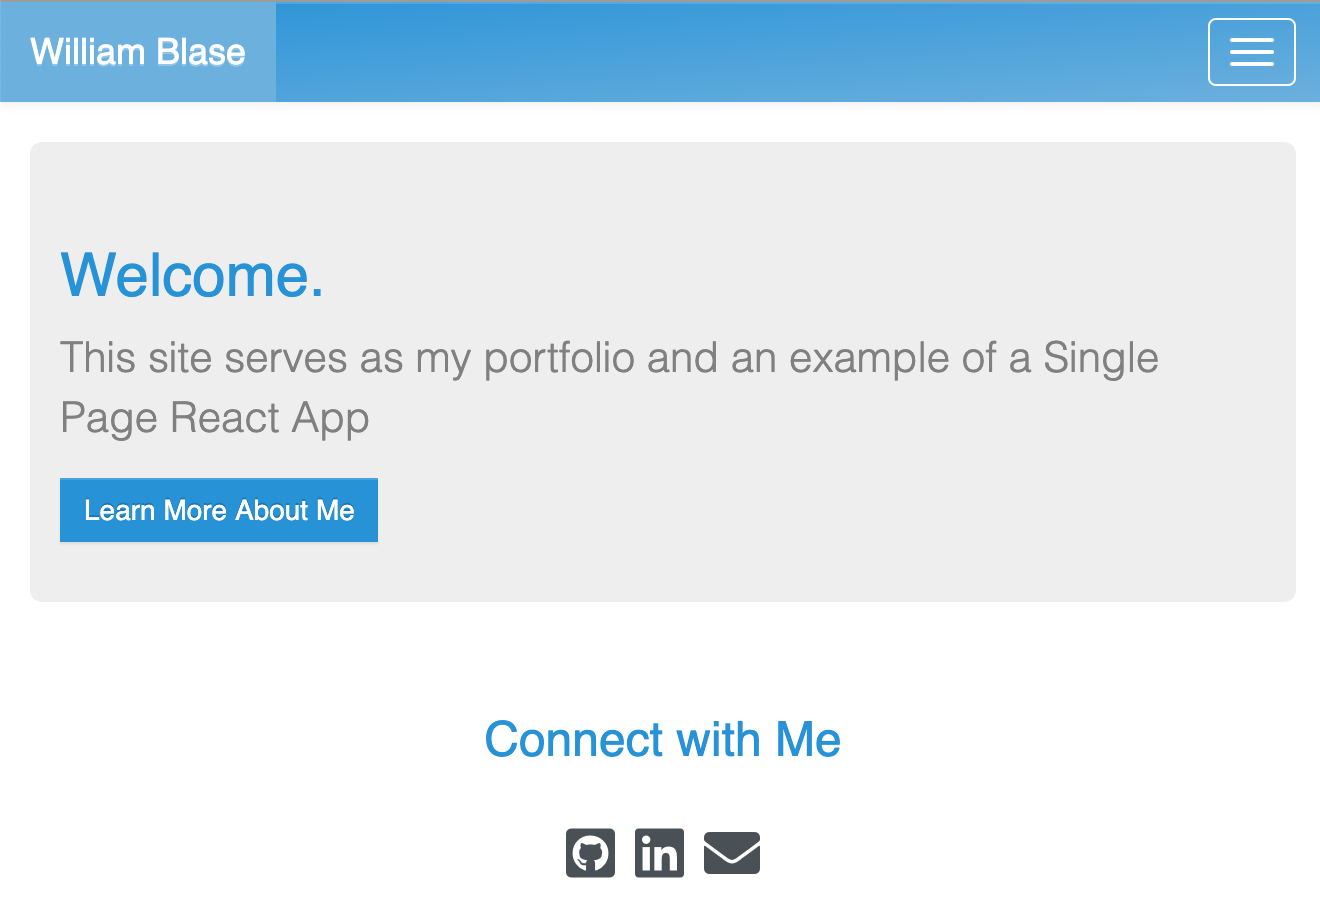 William Blase
Welcome.
This site serves as my portfolio and an example of a Single
Page React App
Learn More About Me
Connect with Me
in